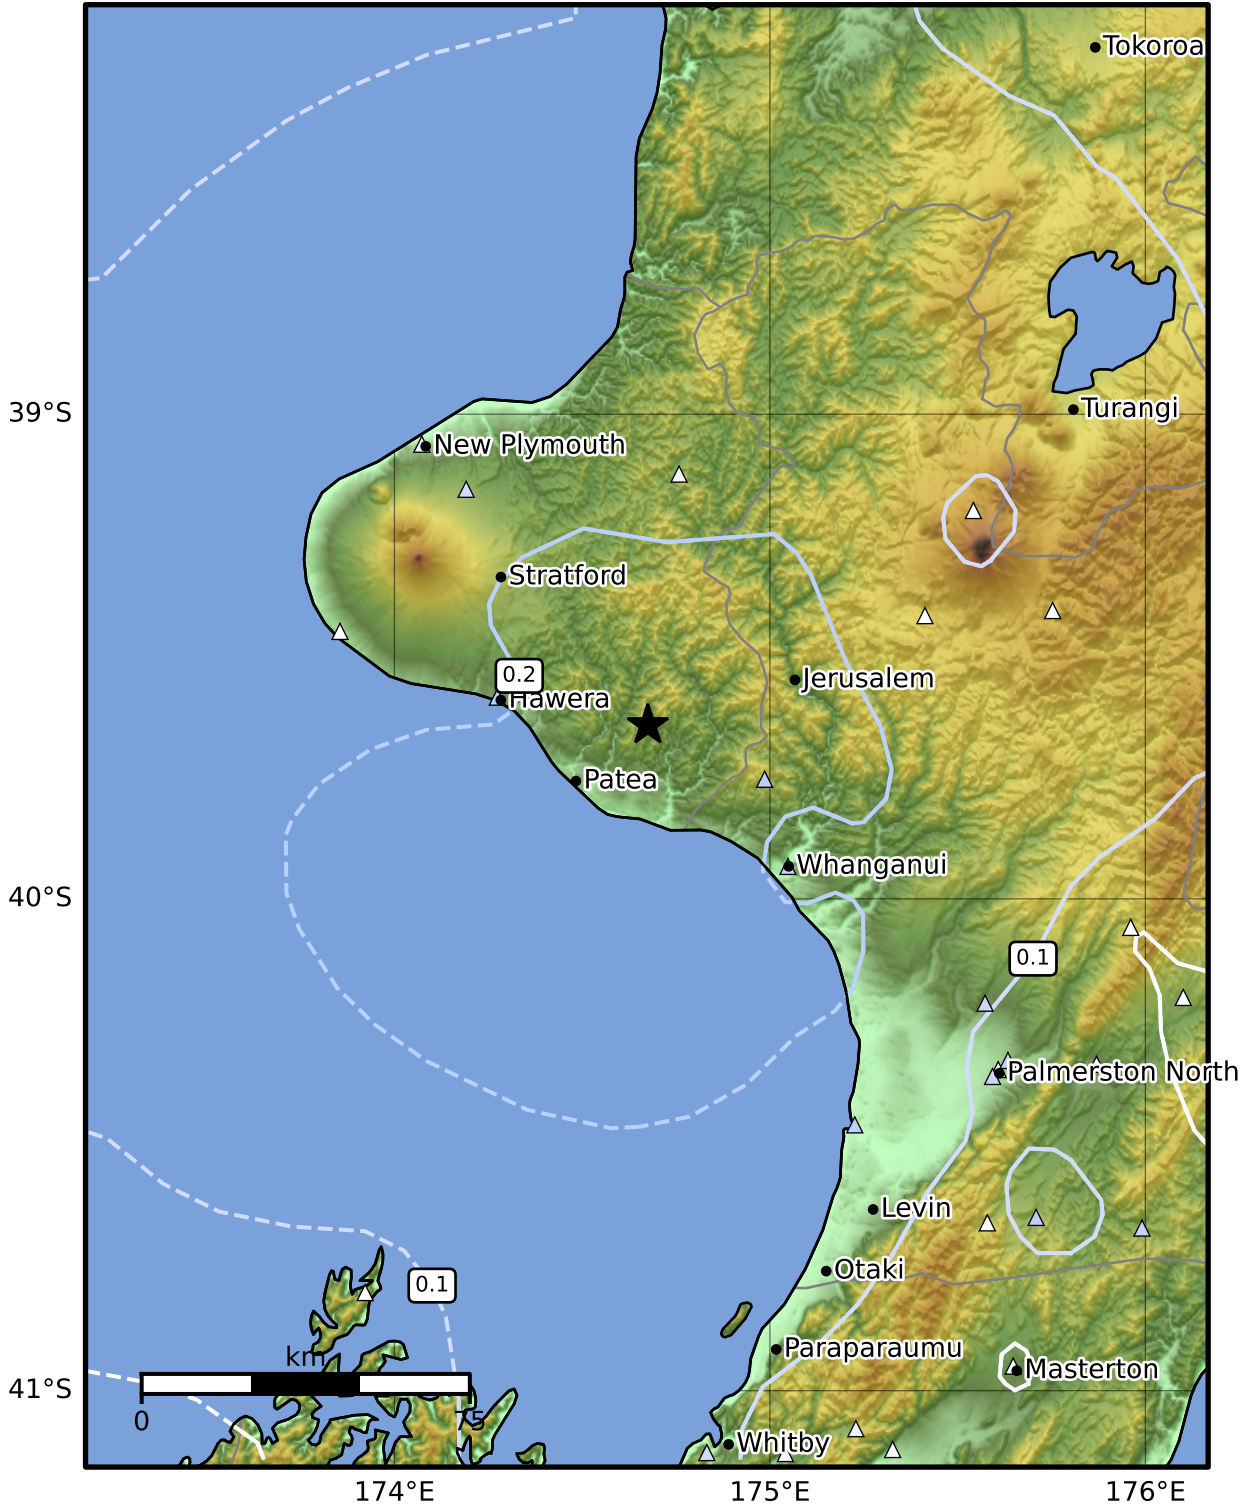 Tokoroa
39°S
Turangi
New Plymouth
Stratford
0.2
Jerusalem
Hawera
Patea
Whanganui
40°S
0.1
Palmerston North
Levin
Otaki
0.1
Paraparaumu
km
Masterton
41°S
0
75
Whitby
174°E
175°E
176°E